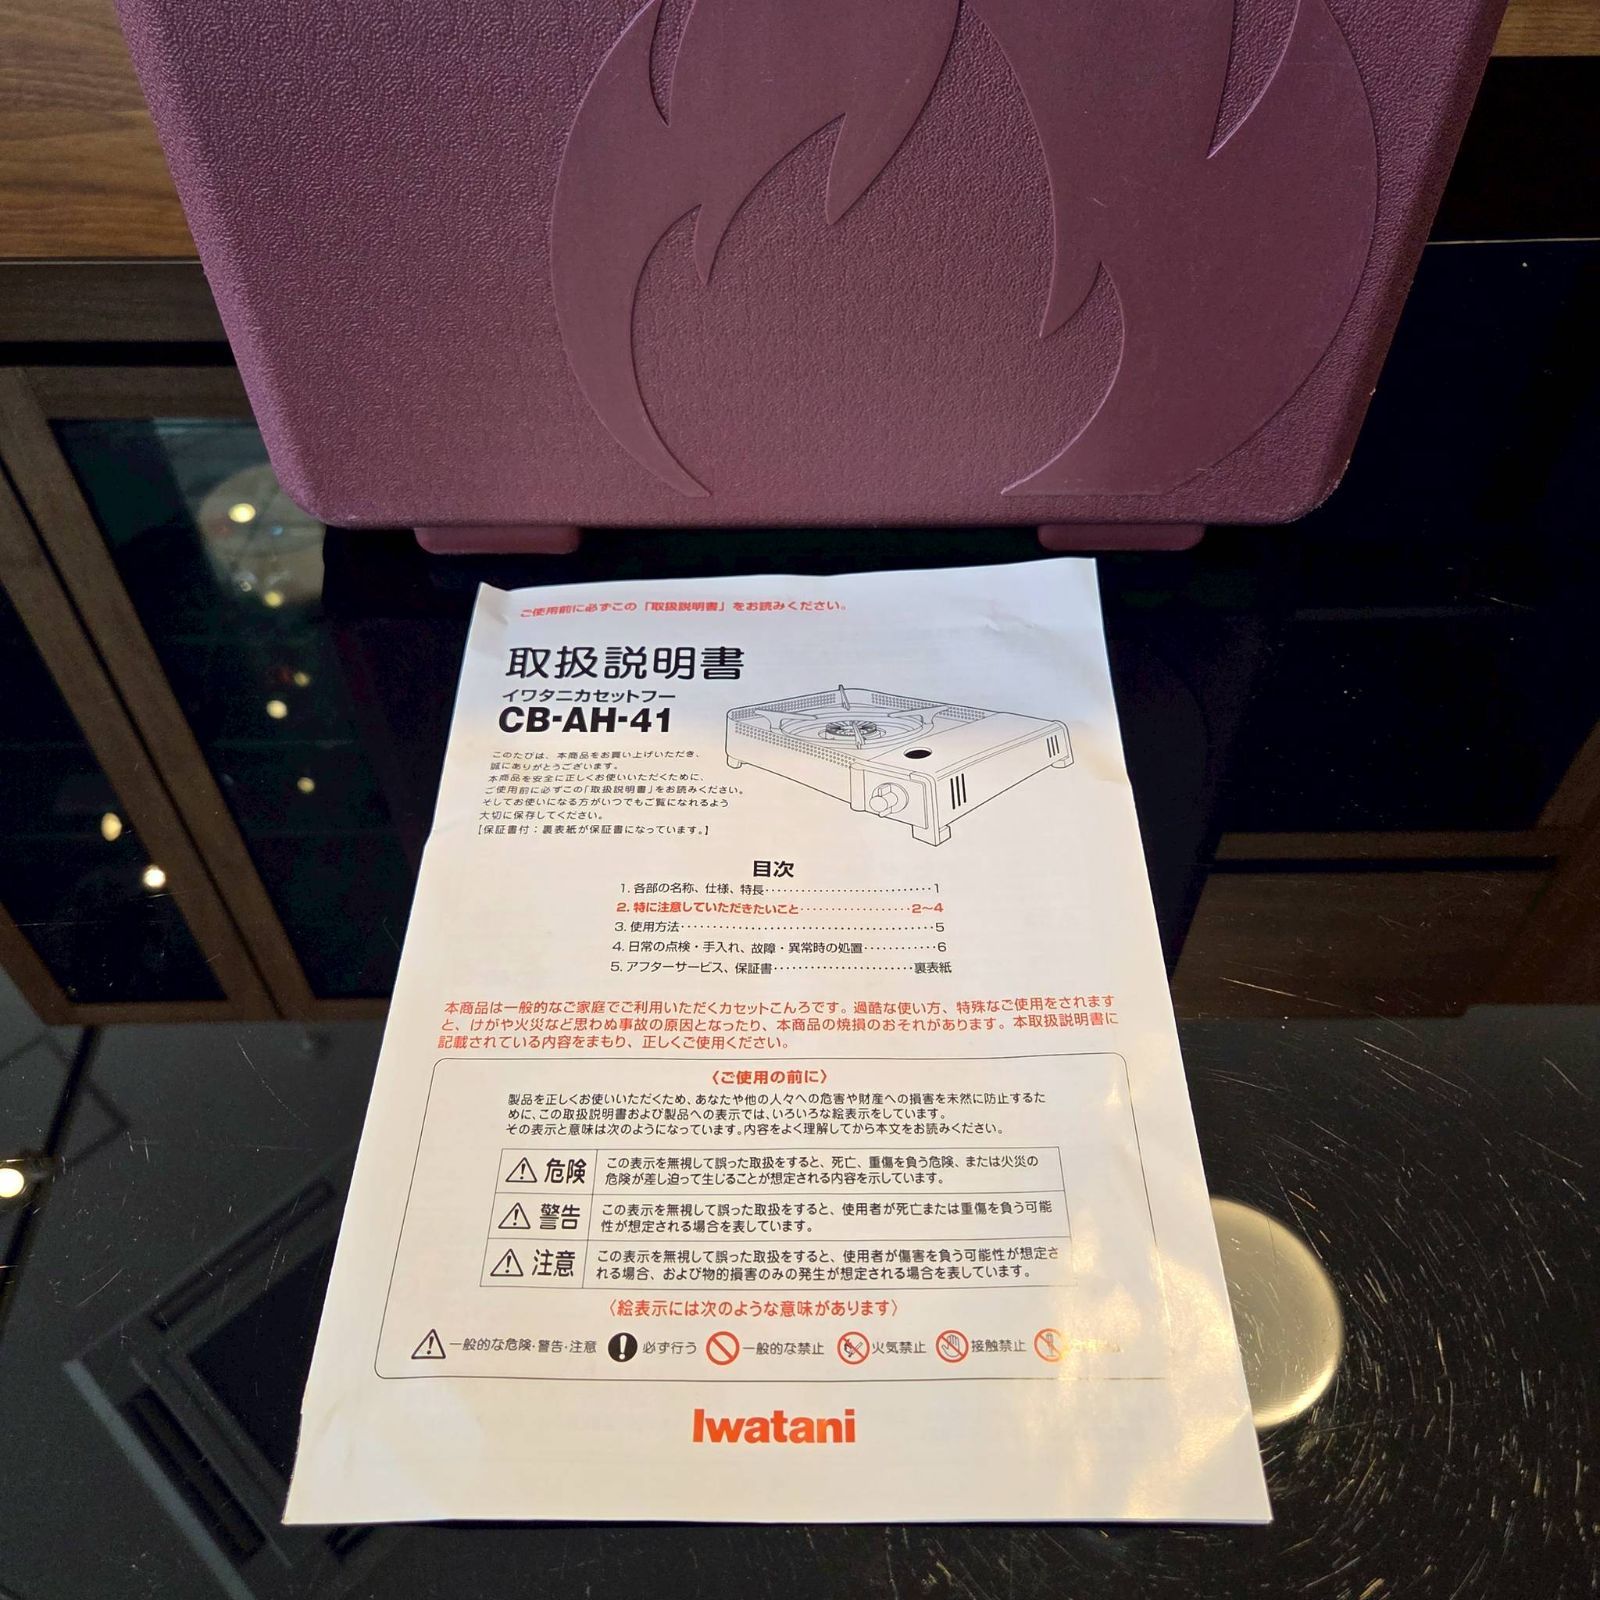 ご使用前に必ずこの「取扱説明書」をお読みください。
取扱説明書
イワタニカセットフー
CB-AH-41
このたびは、本商品をお買い上げいただき、
誠にありがとうございます。
本商品を安全に正しくお使いいただくために、
ご使用前に必ずこの「取扱説明書」をお読みください。
そしてお使いになる方がいつでもご覧になれるよう
大切に保存してください。
【保証書付：裏表紙が保証書になっています。】
目次
1. 各部の名称、仕様、特長‥‥‥‥‥‥‥‥‥‥‥‥‥1
2. 特に注意していただきたいこと‥‥‥‥‥‥‥‥‥2〜4
3. 使用方法‥‥‥‥‥‥‥‥‥‥‥‥‥‥‥‥‥‥‥‥5
4. 日常の点検・手入れ、故障・異常時の処置‥‥‥‥‥‥6
5. アフターサービス、保証書‥‥‥‥‥‥‥‥‥‥‥裏表紙
本商品は一般的なご家庭でご利用いただくカセットこんろです。過酷な使い方、特殊なご使用をされます
と、けがや火災など思わぬ事故の原因となったり、本商品の焼損のおそれがあります。本取扱説明書に
記載されている内容をまもり、正しくご使用ください。
〈ご使用の前に〉
製品を正しくお使いいただくため、あなたや他の人々への危害や財産への損害を未然に防止するた
めに、この取扱説明書および製品への表示では、いろいろな絵表示をしています。
その表示と意味は次のようになっています。内容をよく理解してから本文をお読みください。
危険 この表示を無視して誤った取扱をすると、死亡、重傷を負う危険、または火災の
危険が差し迫って生じることが想定される内容を示しています。
警告 この表示を無視して誤った取扱をすると、使用者が死亡または重傷を負う可能
性が想定される場合を表しています。
注意 この表示を無視して誤った取扱をすると、使用者が傷害を負う可能性が想定さ
れる場合、および物的損害のみの発生が想定される場合を表しています。
〈絵表示には次のような意味があります〉
一般的な危険・警告・注意 必ず行う 一般的な禁止 火気禁止 接触禁止
Iwatani